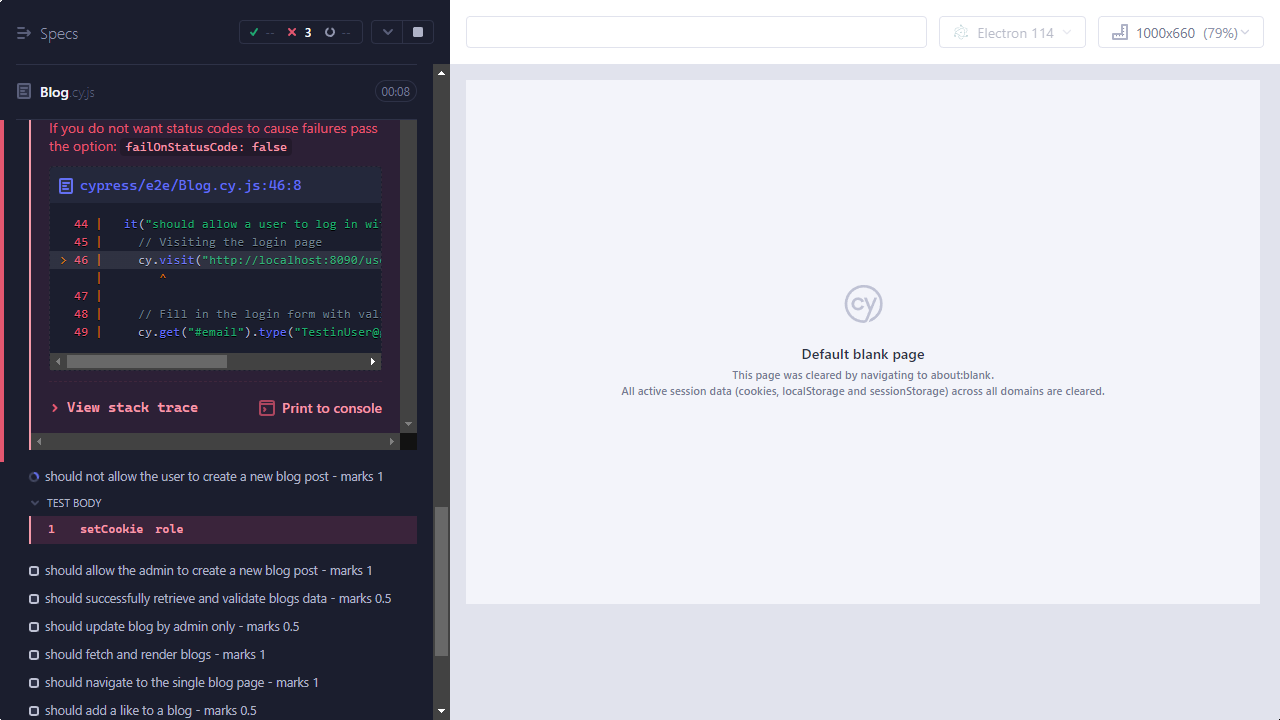 Specs
--
3
--
Electron 114
1000x660 (79%)
Blog.cy.js
00:08
If you do not want status codes to cause failures pass
the option: failOnStatusCode: false
cypress/e2e/Blog.cy.js:46:8
44 | it("should allow a user to log in wi
45 | // Visiting the login page
> 46 | cy.visit("http://localhost:8090/us
| ^
47 |
48 | // Fill in the login form with val
49 | cy.get("#email").type("TestinUser@
View stack trace
Print to console
should not allow the user to create a new blog post - marks 1
TEST BODY
1 setCookie role
should allow the admin to create a new blog post - marks 1
should successfully retrieve and validate blogs data - marks 0.5
should update blog by admin only - marks 0.5
should fetch and render blogs - marks 1
should navigate to the single blog page - marks 1
should add a like to a blog - marks 0.5
cy
Default blank page
This page was cleared by navigating to about:blank.
All active session data (cookies, localStorage and sessionStorage) across all domains are cleared.